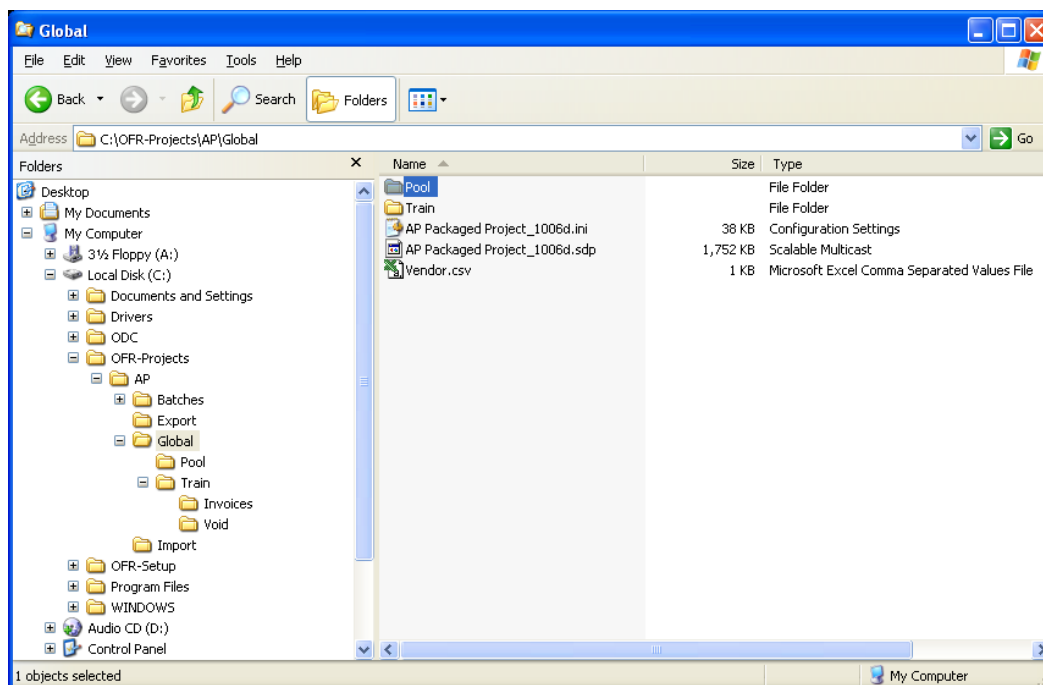 Global
File Edit View Favorites Tools Help
Back Search Folders
Address C:\OFR-Projects\AP\Global Go
Folders
Desktop
My Documents
My Computer
3½ Floppy (A:)
Local Disk (C:)
Documents and Settings
Drivers
ODC
OFR-Projects
AP
Batches
Export
Global
Pool
Train
Invoices
Void
Import
OFR-Setup
Program Files
WINDOWS
Audio CD (D:)
Control Panel
Name Size Type
Pool File Folder
Train File Folder
AP Packaged Project_1006d.ini 38 KB Configuration Settings
AP Packaged Project_1006d.sdp 1,752 KB Scalable Multicast
Vendor.csv 1 KB Microsoft Excel Comma Separated Values File
1 objects selected My Computer